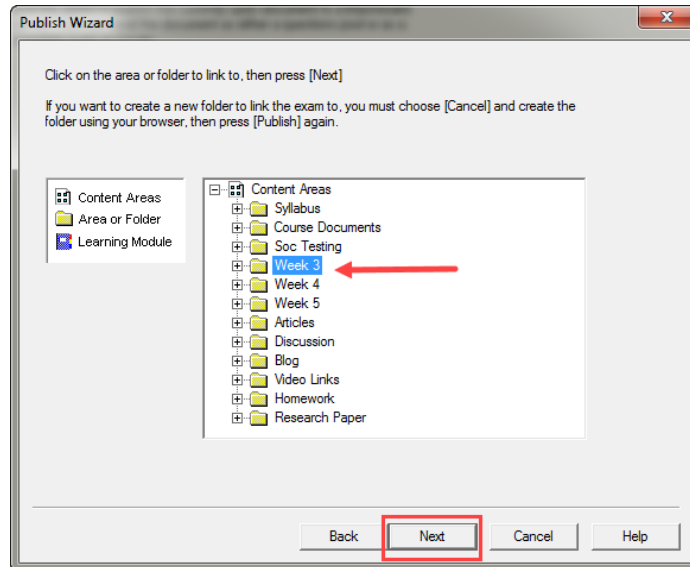 Publish Wizard
Click on the area or folder to link to, then press [Next]
If you want to create a new folder to link the exam to, you must choose [Cancel] and create the
folder using your browser, then press [Publish] again.
Content Areas
Area or Folder
Learning Module
Content Areas
Syllabus
Course Documents
Soc Testing
Week 3
Week 4
Week 5
Articles
Discussion
Blog
Video Links
Homework
Research Paper
Back
Next
Cancel
Help